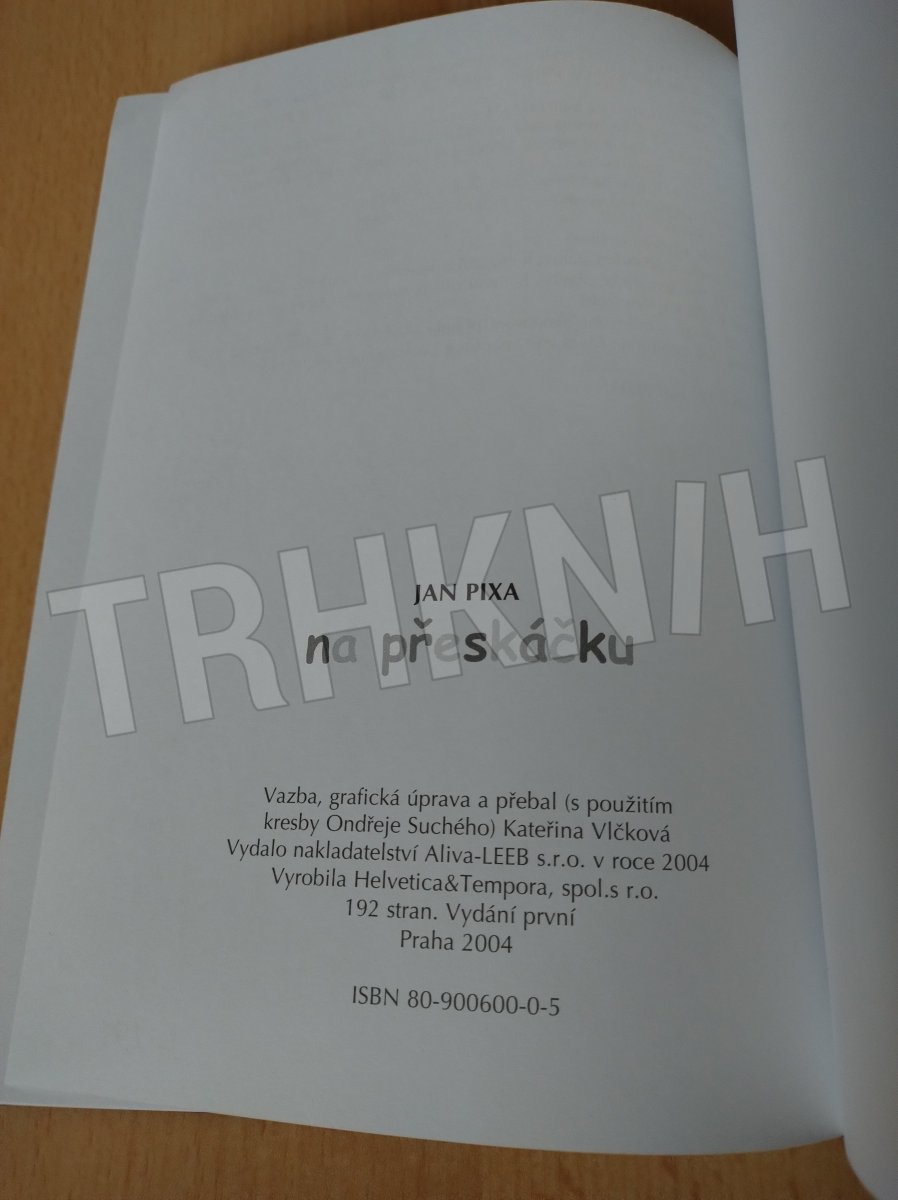 JAN PIXA
na přeskáčku
TRHKNIH
Vazba, grafická úprava a přebal (s použitím
kresby Ondřeje Suchého) Kateřina Vlčková
Vydalo nakladatelství Aliva-LEEB s.r.o. v roce 2004
Vyrobila Helvetica&Tempora, spol.s r.o.
192 stran. Vydání první
Praha 2004
ISBN 80-900600-0-5